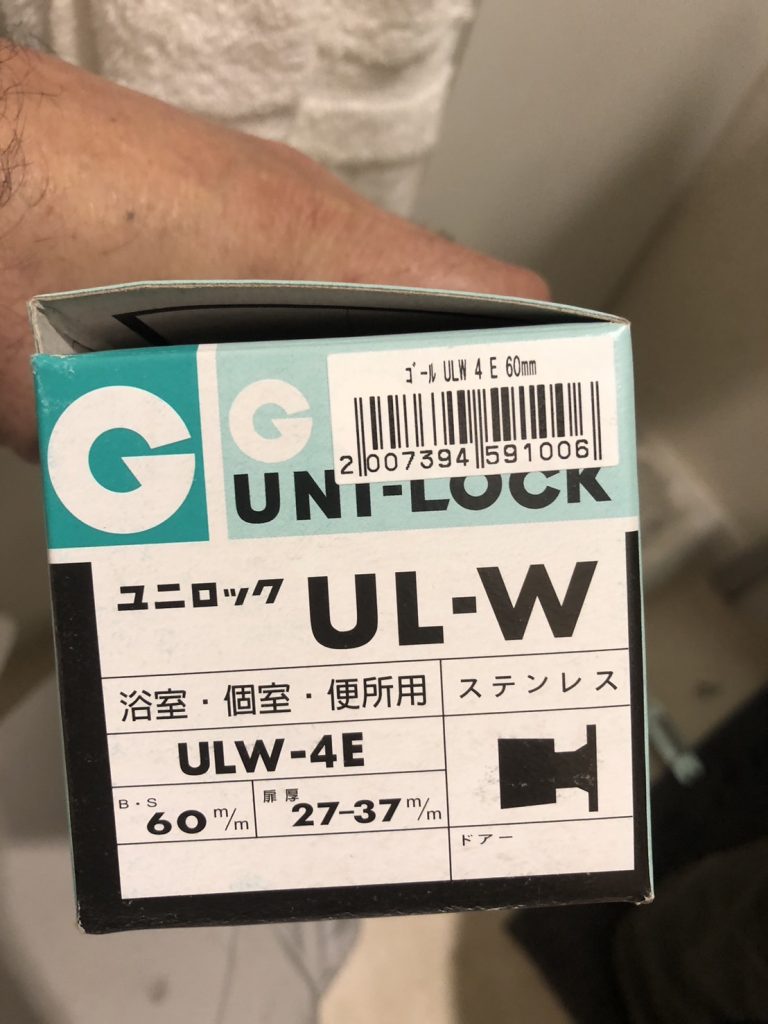 ｺﾞｰﾙ ULW 4 E 60mm
2 007394 591006
G
G
UNI-LOCK
ユニロック UL-W
浴室・個室・便所用
ステンレス
ULW-4E
B・S
60 m/m
扉厚
27-37 m/m
ドアー